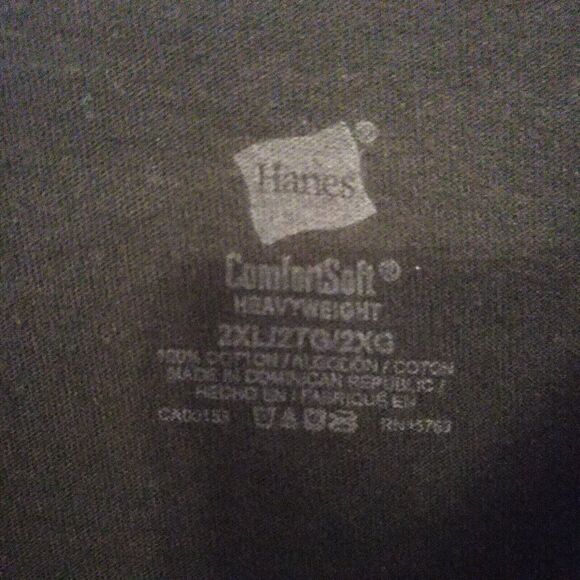 Hanes®
ComfortSoft®
HEAVYWEIGHT
2XL/2TG/2XG
100% COTTON / ALGODÓN / COTON
MADE IN DOMINICAN REPUBLIC /
HECHO EN / FABRIQUÉ EN
CA00153 RN15763